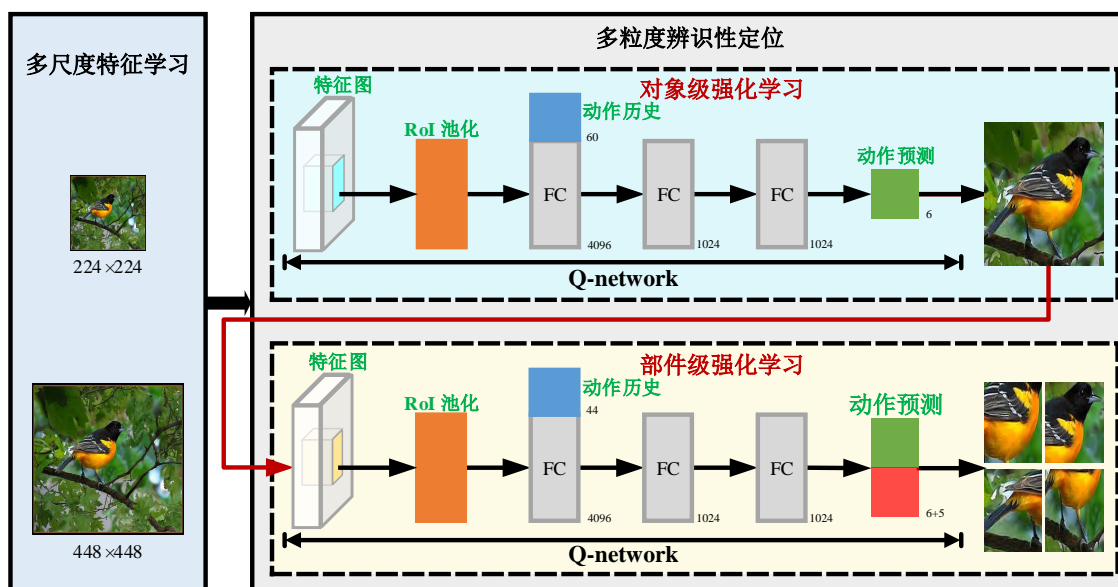 多尺度特征学习
224×224
448×448
多粒度辨识性定位
对象级强化学习
特征图
RoI 池化
动作历史
60
FC
4096
FC
1024
FC
1024
动作预测
6
Q-network
部件级强化学习
特征图
RoI 池化
动作历史
44
FC
4096
FC
1024
FC
1024
动作预测
6+5
Q-network